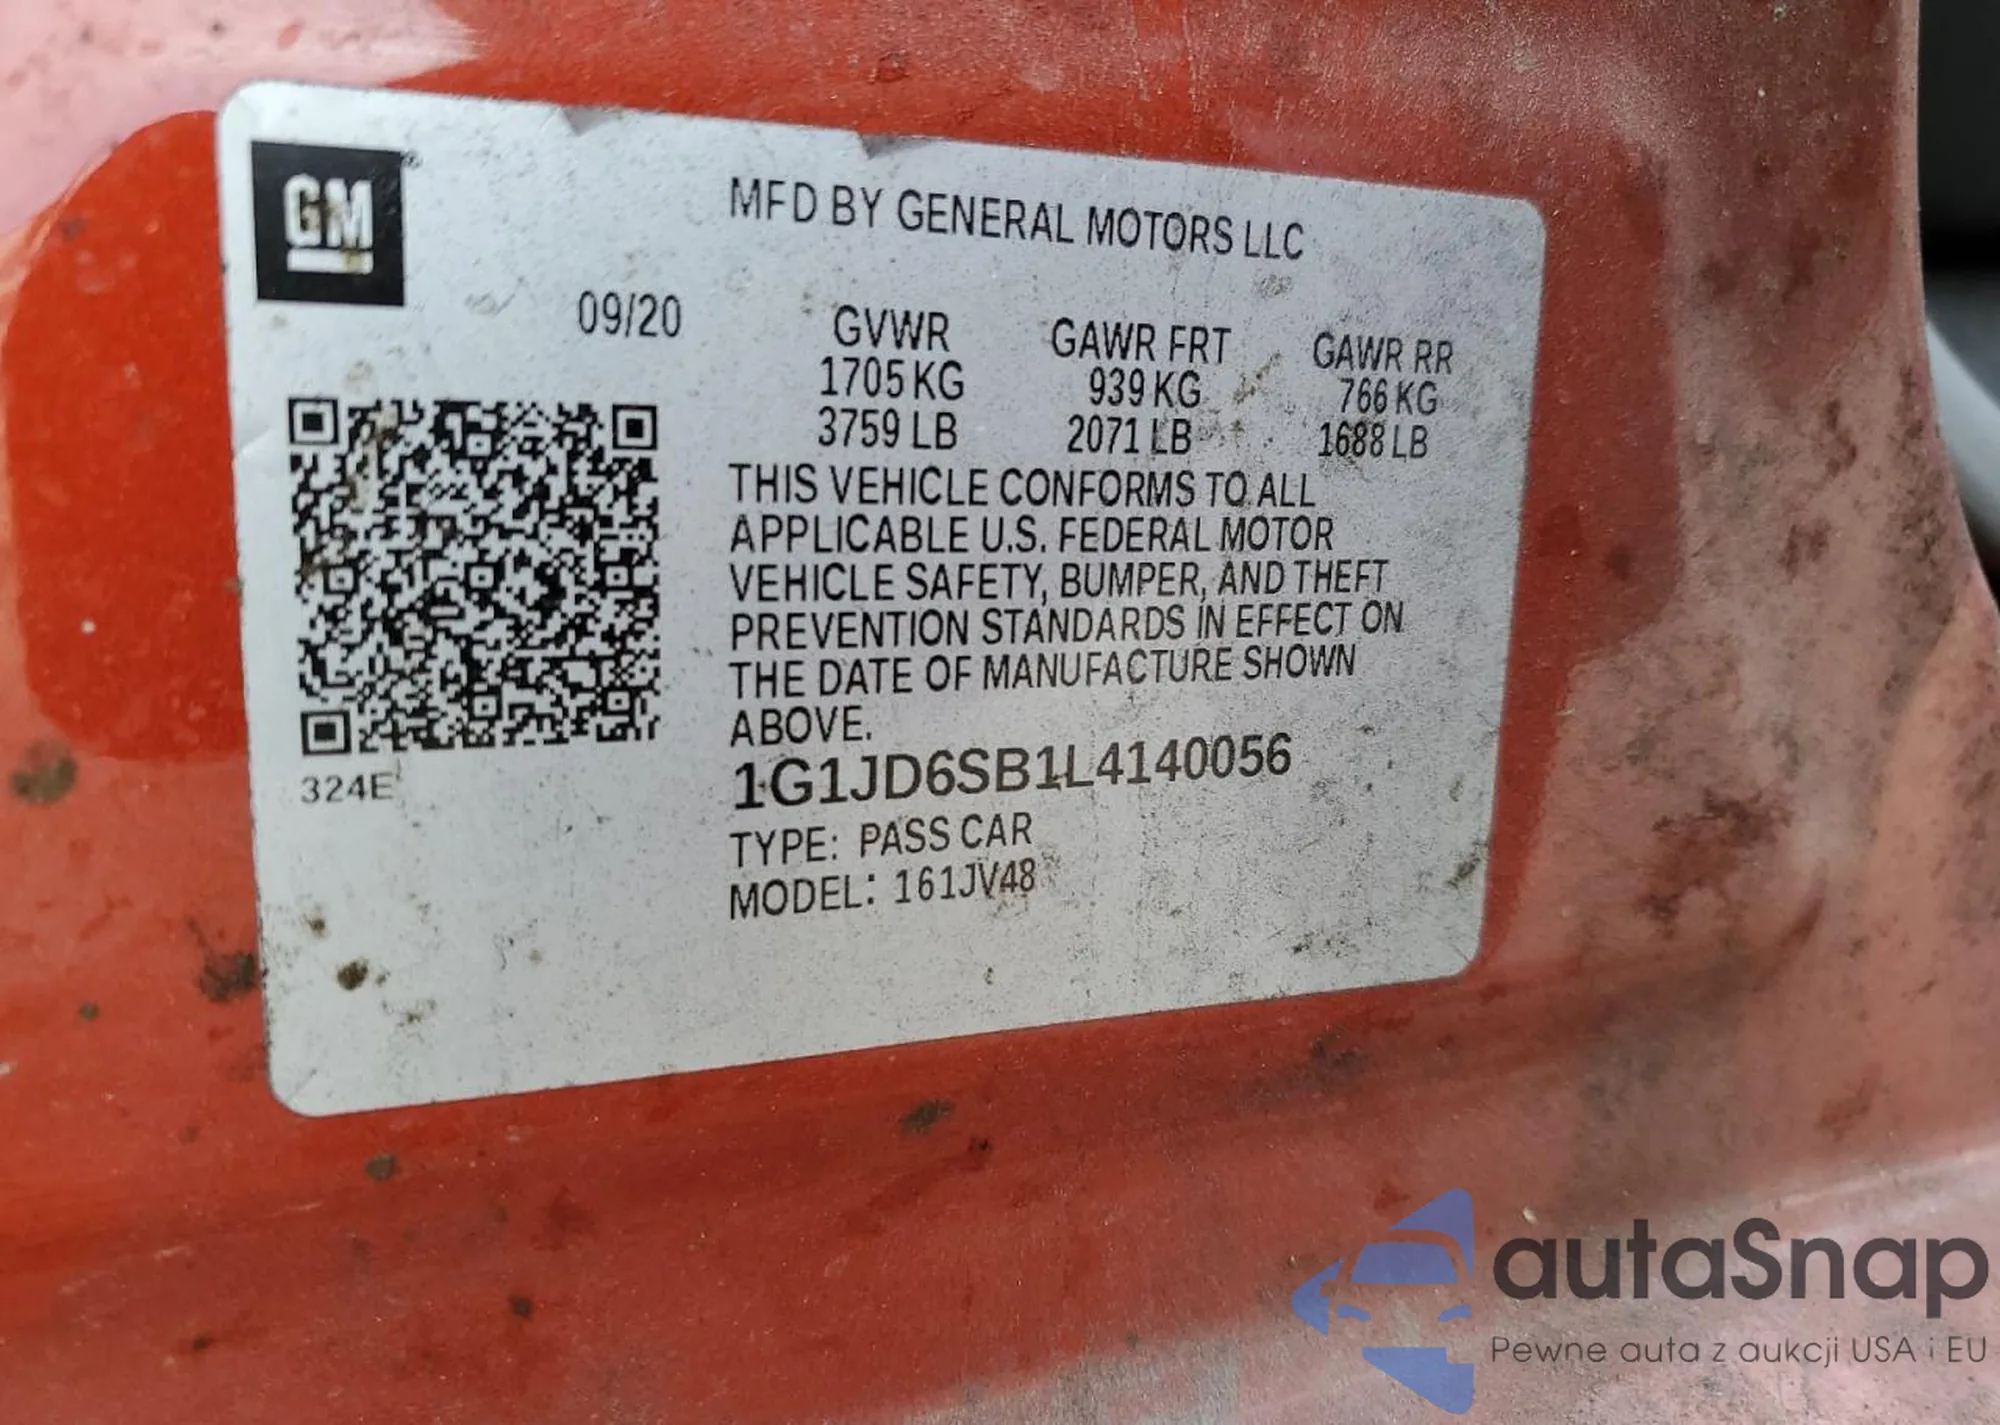 GM
MFD BY GENERAL MOTORS LLC
09/20
GVWR GAWR FRT GAWR RR
1705 KG 939 KG 766 KG
3759 LB 2071 LB 1688 LB
THIS VEHICLE CONFORMS TO ALL
APPLICABLE U.S. FEDERAL MOTOR
VEHICLE SAFETY, BUMPER, AND THEFT
PREVENTION STANDARDS IN EFFECT ON
THE DATE OF MANUFACTURE SHOWN
ABOVE.
324E
1G1JD6SB1L4140056
TYPE: PASS CAR
MODEL: 161JV48
autaSnap
Pewne auta z aukcji USA i EU